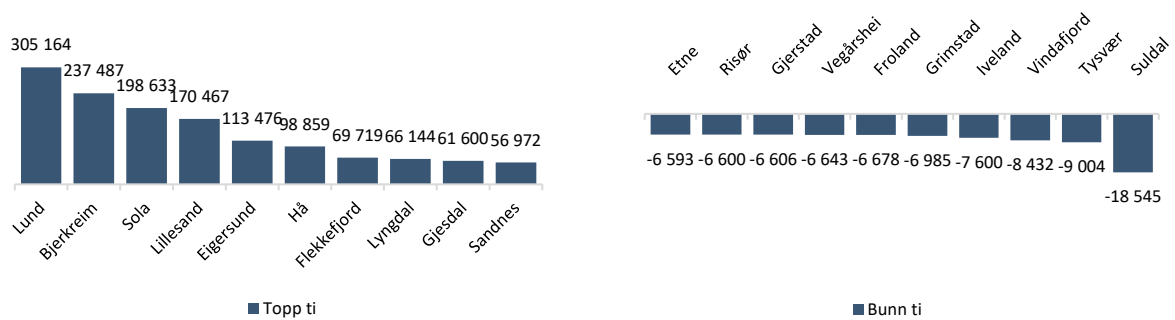 305 164
237 487
198 633
170 467
113 476
98 859
69 719
66 144
61 600
56 972
Lund
Bjerkreim
Sola
Lillesand
Eigersund
Hå
Flekkefjord
Lyngdal
Gjesdal
Sandnes
Topp ti
Etne
Risør
Gjerstad
Vegårshei
Froland
Grimstad
Iveland
Vindafjord
Tysvær
Suldal
-6 593
-6 600
-6 606
-6 643
-6 678
-6 985
-7 600
-8 432
-9 004
-18 545
Bunn ti